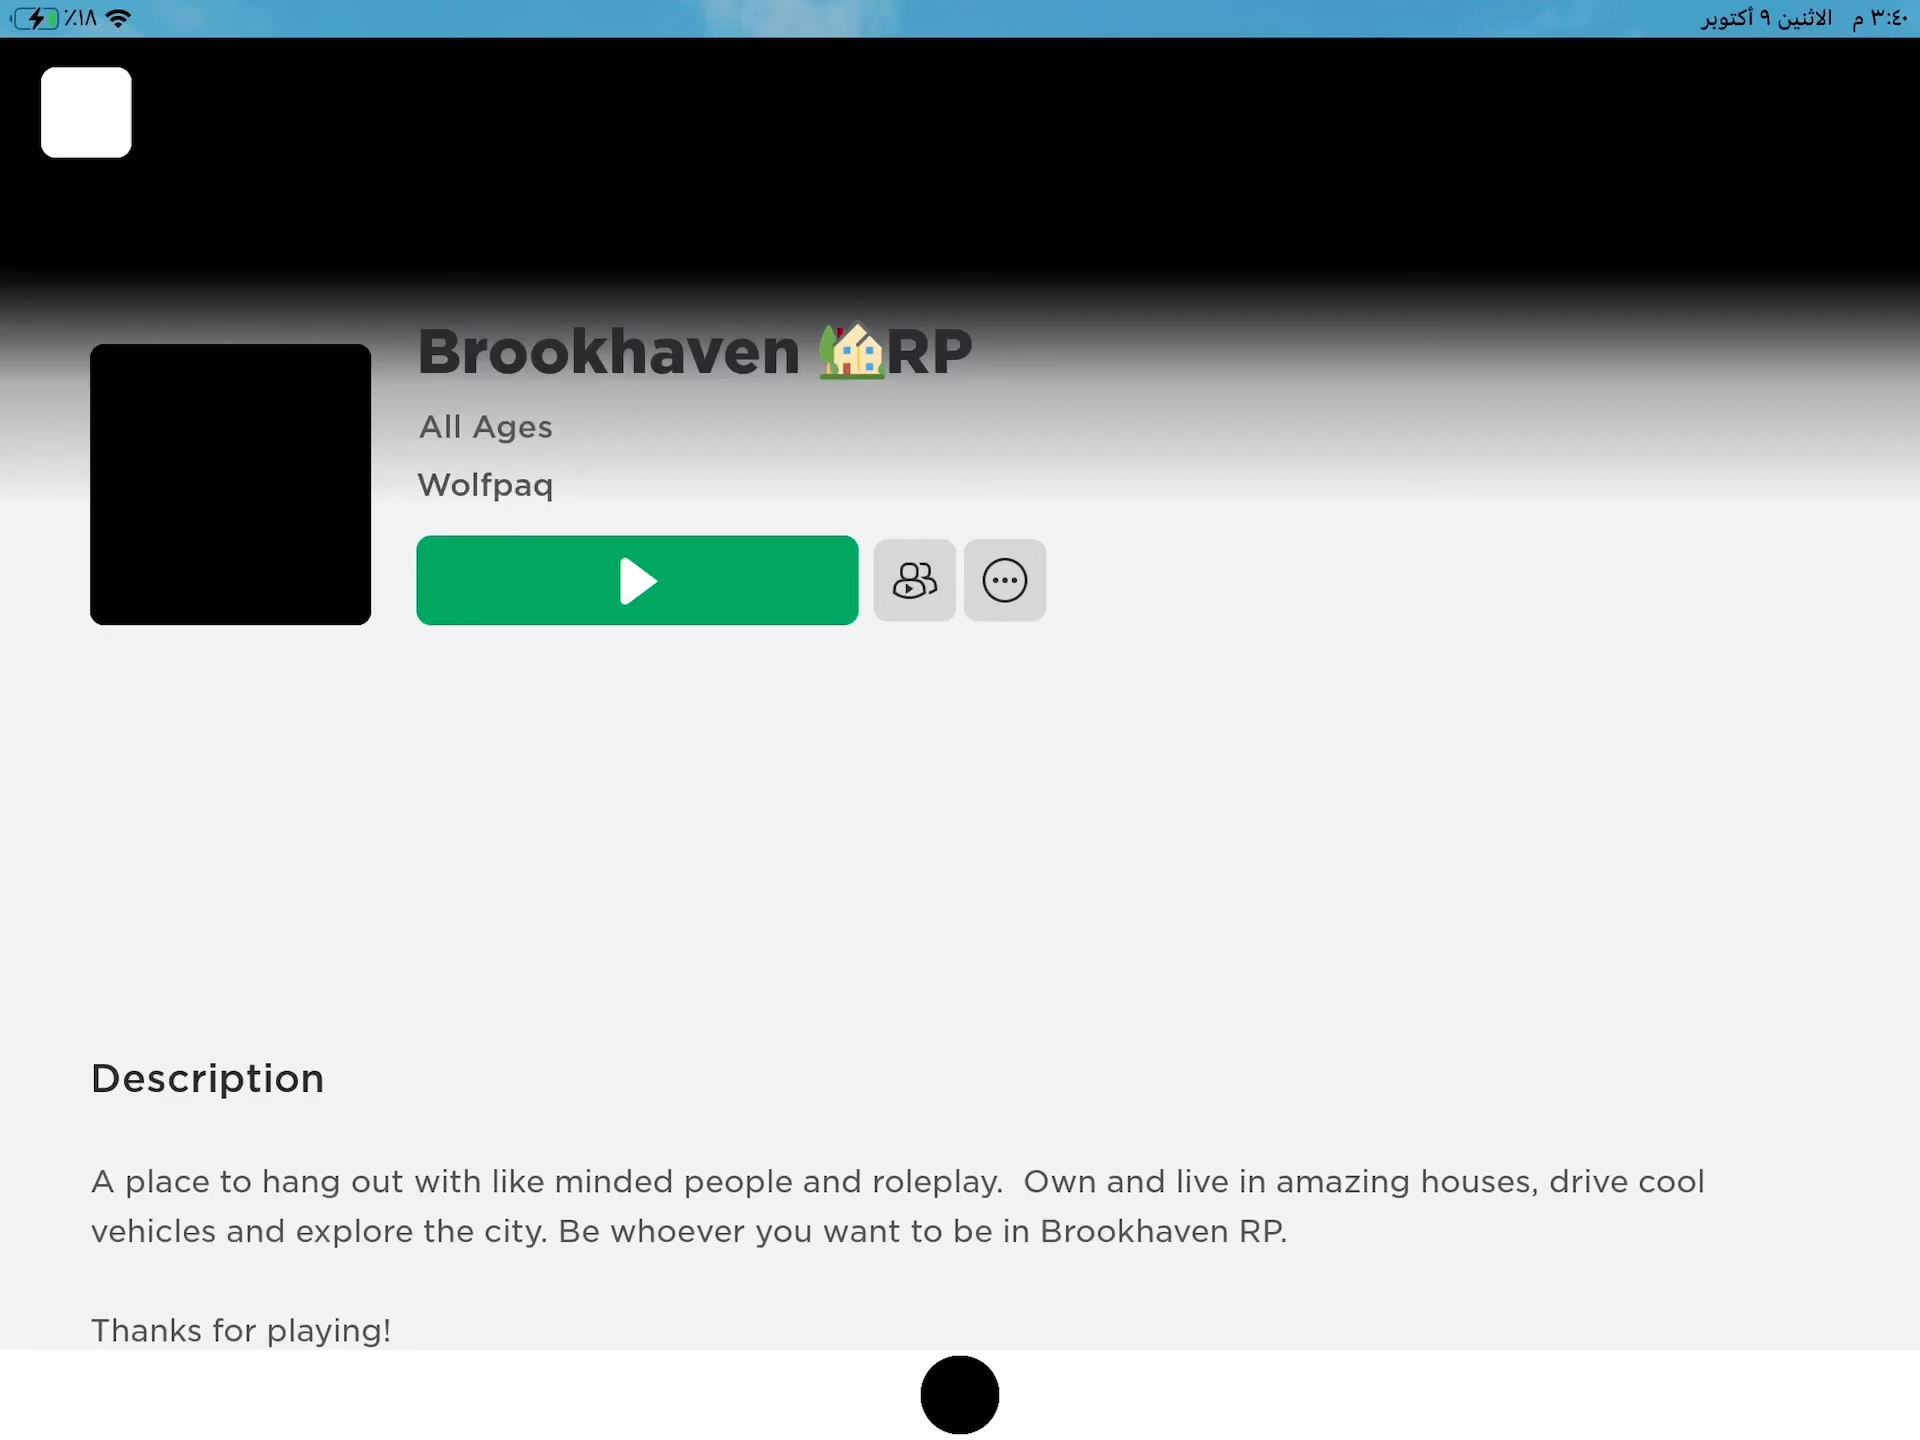 ٪١٨
الاثنين ٩ أكتوبر ٣:٤٠ م
Brookhaven 🏡RP
All Ages
Wolfpaq
Description
A place to hang out with like minded people and roleplay.  Own and live in amazing houses, drive cool
vehicles and explore the city. Be whoever you want to be in Brookhaven RP.
Thanks for playing!